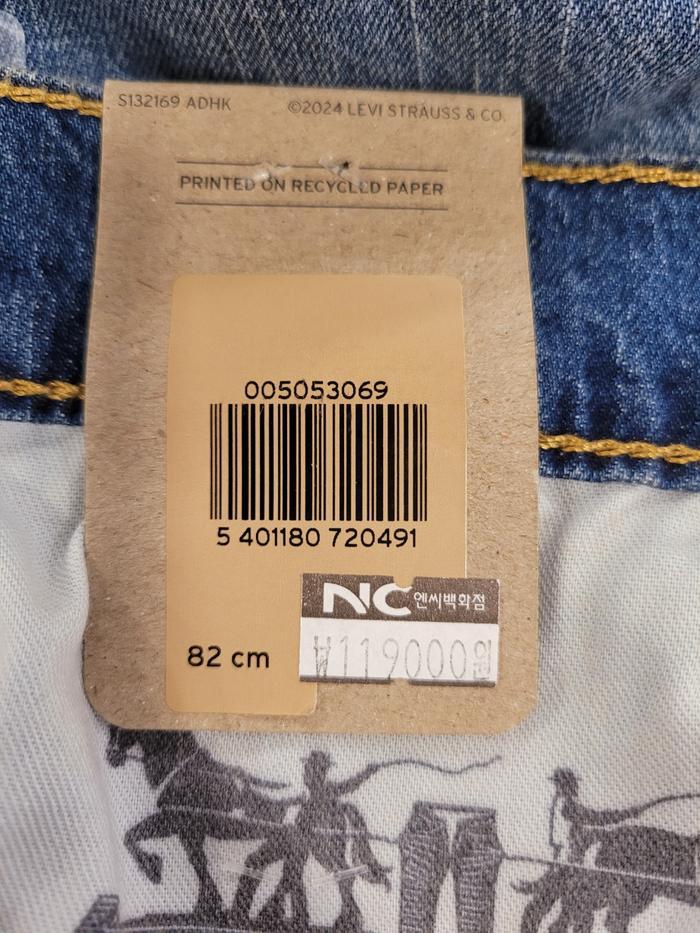 S132169 ADHK ©2024 LEVI STRAUSS & CO.
PRINTED ON RECYCLED PAPER
005053069
5 401180 720491
NC 엔씨백화점
82 cm
₩119000원